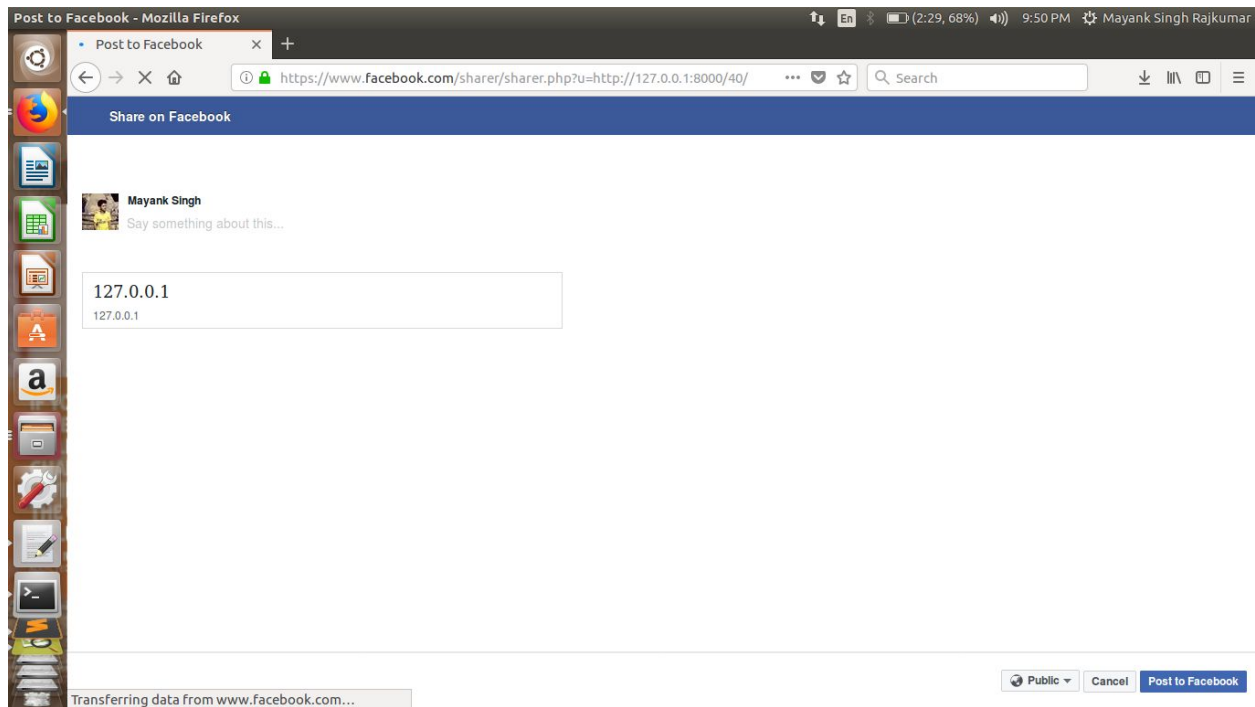 Post to Facebook - Mozilla Firefox
En (2:29, 68%) 9:50 PM Mayank Singh Rajkumar
Post to Facebook
https://www.facebook.com/sharer/sharer.php?u=http://127.0.0.1:8000/40/
Search
Share on Facebook
Mayank Singh
Say something about this...
127.0.0.1
127.0.0.1
a
Public
Cancel
Post to Facebook
Transferring data from www.facebook.com...